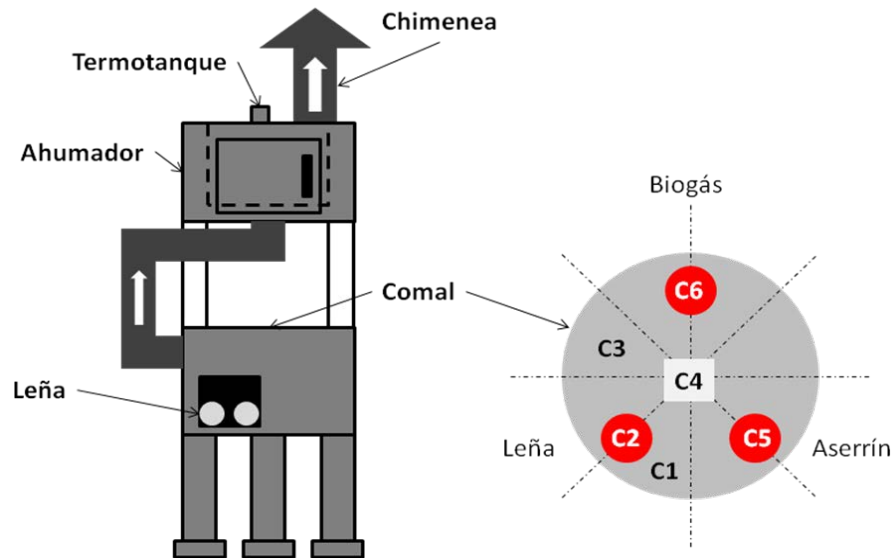 Chimenea
Termotanque
Ahumador
Biogás
C6
Comal
C3
C4
Leña
C2
C5
Leña
Aserrín
C1